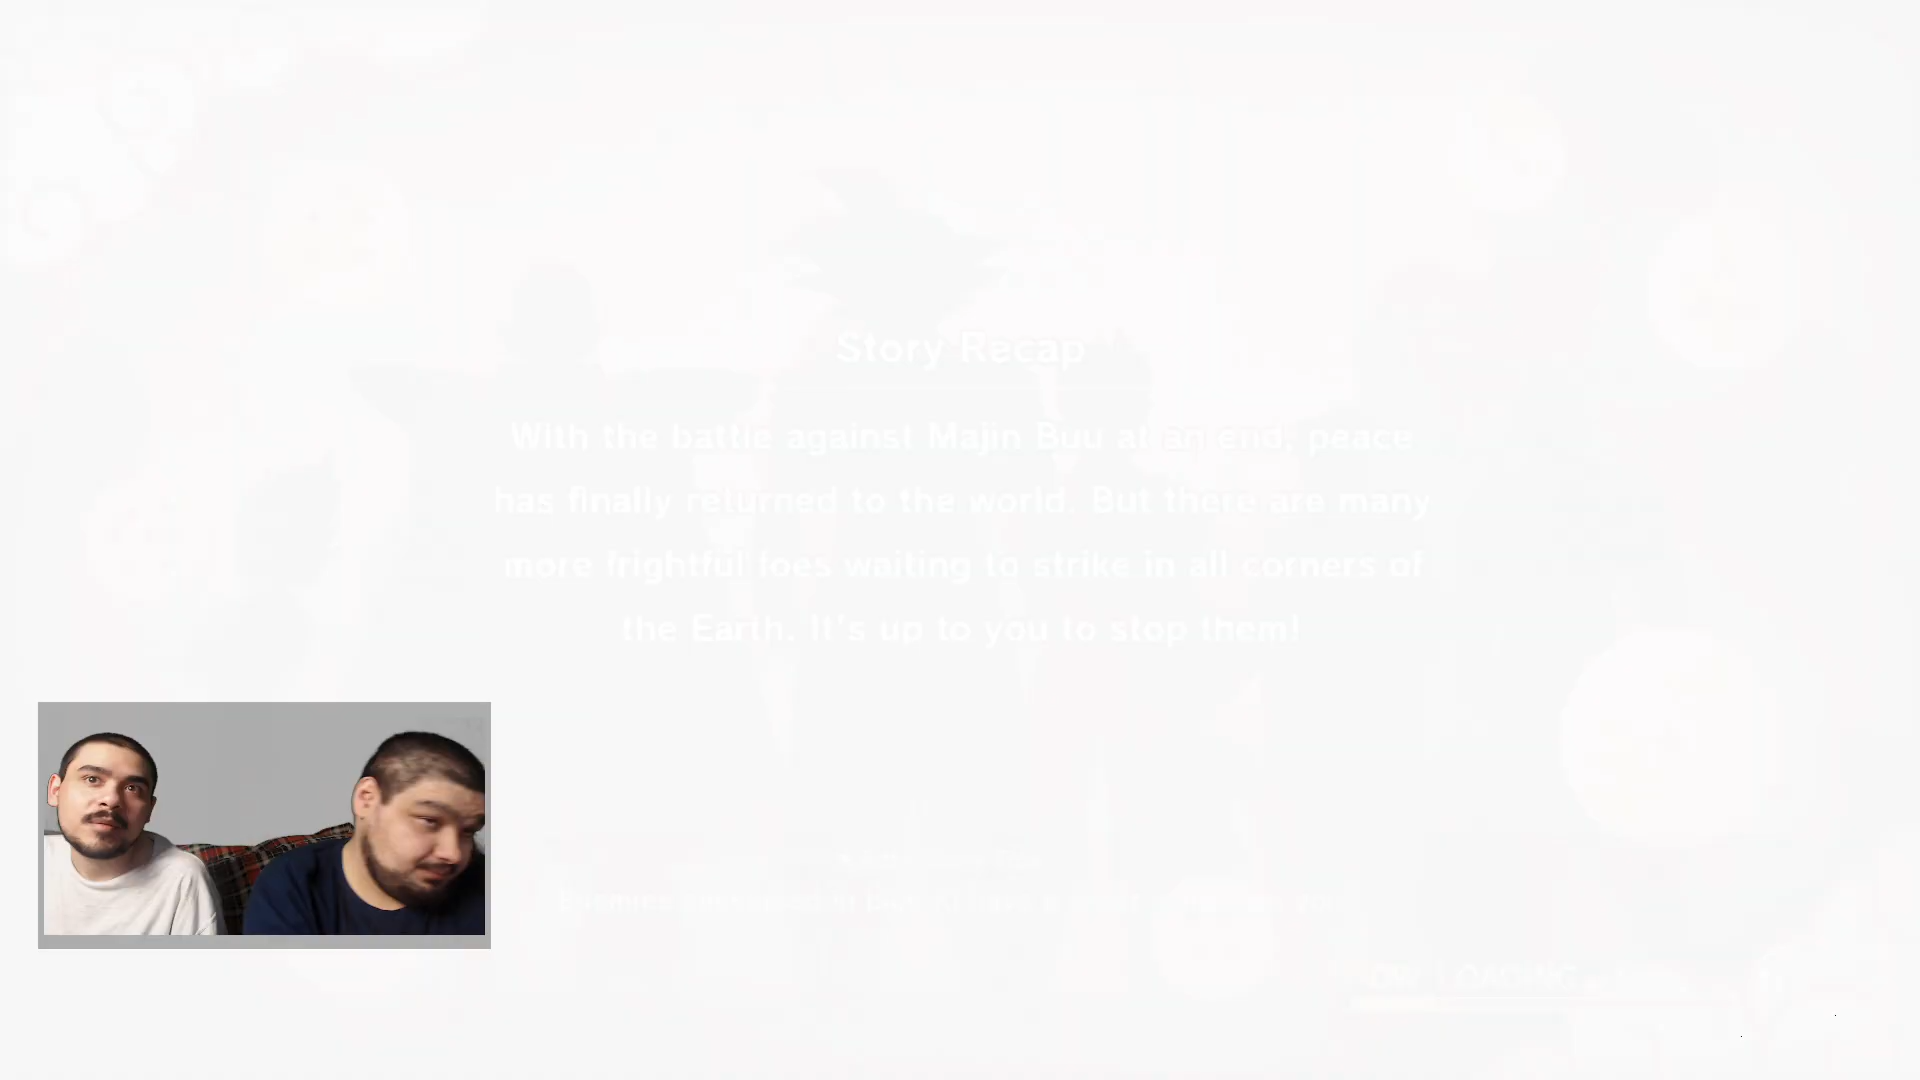 Story Recap
With the battle against Majin Buu at an end, peace
has finally returned to the world. But there are many
more frightful foes waiting to strike in all corners of
the Earth. It's up to you to stop them!
NOW LOADING